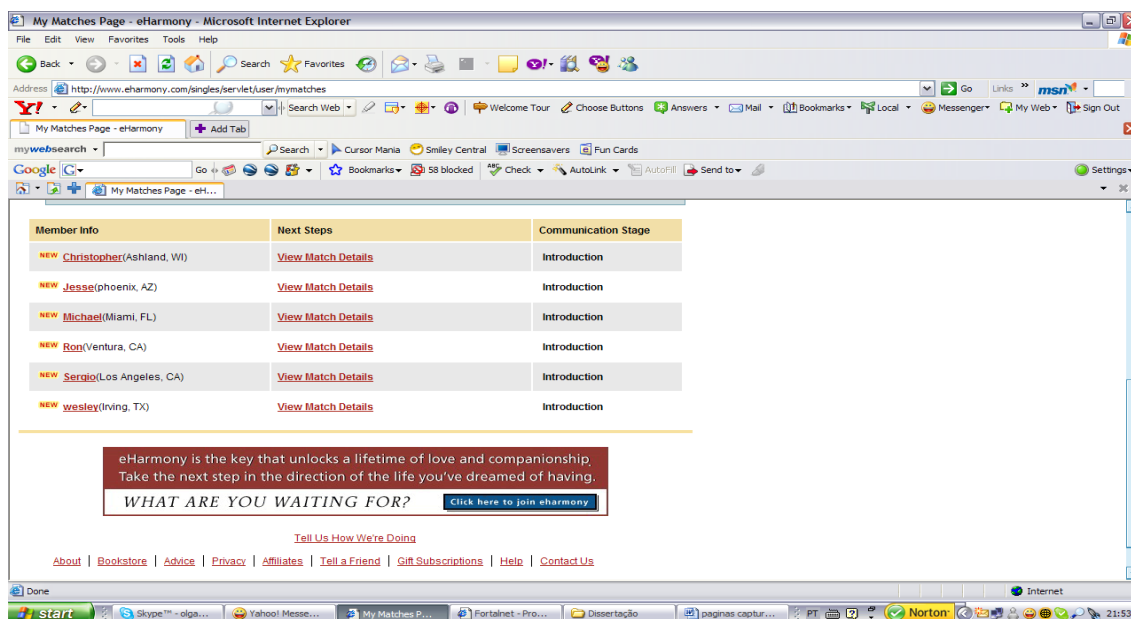 My Matches Page - eHarmony - Microsoft Internet Explorer
File Edit View Favorites Tools Help
Back Search Favorites
Address http://www.eharmony.com/singles/servlet/user/mymatches Go Links » msn
Y! Search Web Welcome Tour Choose Buttons Answers Mail Bookmarks Local Messenger My Web Sign Out
My Matches Page - eHarmony Add Tab
mywebsearch Search Cursor Mania Smiley Central Screensavers Fun Cards
Google G Go Bookmarks 58 blocked Check AutoLink AutoFill Send to Settings
My Matches Page - eH...
Member Info Next Steps Communication Stage
NEW Christopher(Ashland, WI) View Match Details Introduction
NEW Jesse(phoenix, AZ) View Match Details Introduction
NEW Michael(Miami, FL) View Match Details Introduction
NEW Ron(Ventura, CA) View Match Details Introduction
NEW Sergio(Los Angeles, CA) View Match Details Introduction
NEW wesley(Irving, TX) View Match Details Introduction
eHarmony is the key that unlocks a lifetime of love and companionship.
Take the next step in the direction of the life you've dreamed of having.
WHAT ARE YOU WAITING FOR? Click here to join eharmony
Tell Us How We're Doing
About | Bookstore | Advice | Privacy | Affiliates | Tell a Friend | Gift Subscriptions | Help | Contact Us
Done Internet
start Skype™ - olga... Yahoo! Messe... My Matches P... Fortalnet - Pro... Dissertação paginas captur... PT Norton 21:53